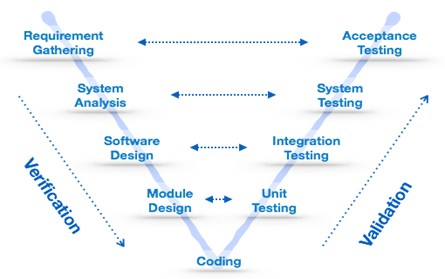 Requirement
Gathering
Acceptance
Testing
System
Analysis
System
Testing
Software
Design
Integration
Testing
Module
Design
Unit
Testing
Verification
Validation
Coding